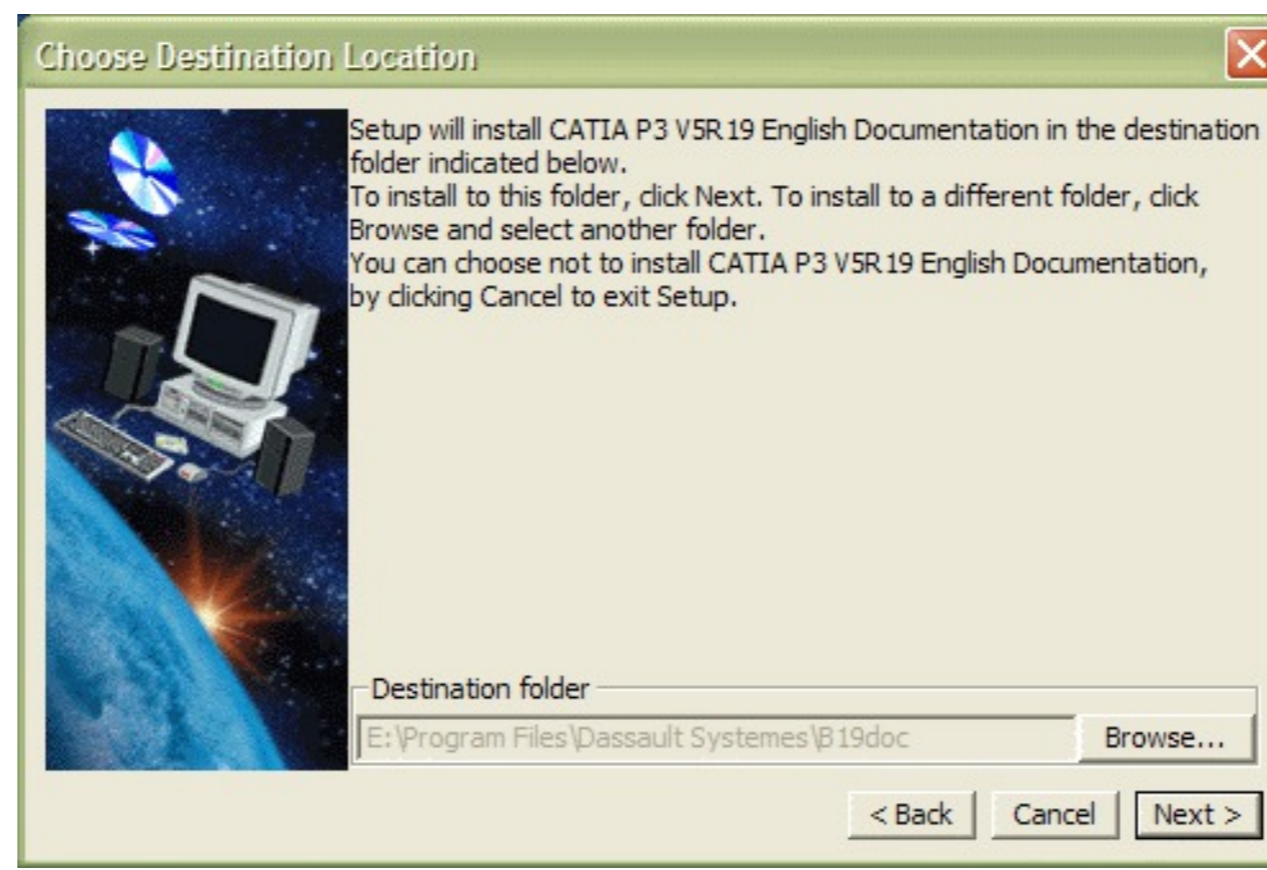 Choose Destination Location
Setup will install CATIA P3 V5R19 English Documentation in the destination
folder indicated below.
To install to this folder, click Next. To install to a different folder, click
Browse and select another folder.
You can choose not to install CATIA P3 V5R19 English Documentation,
by clicking Cancel to exit Setup.
Destination folder
E:\Program Files\Dassault Systemes\B19doc
Browse...
< Back
Cancel
Next >